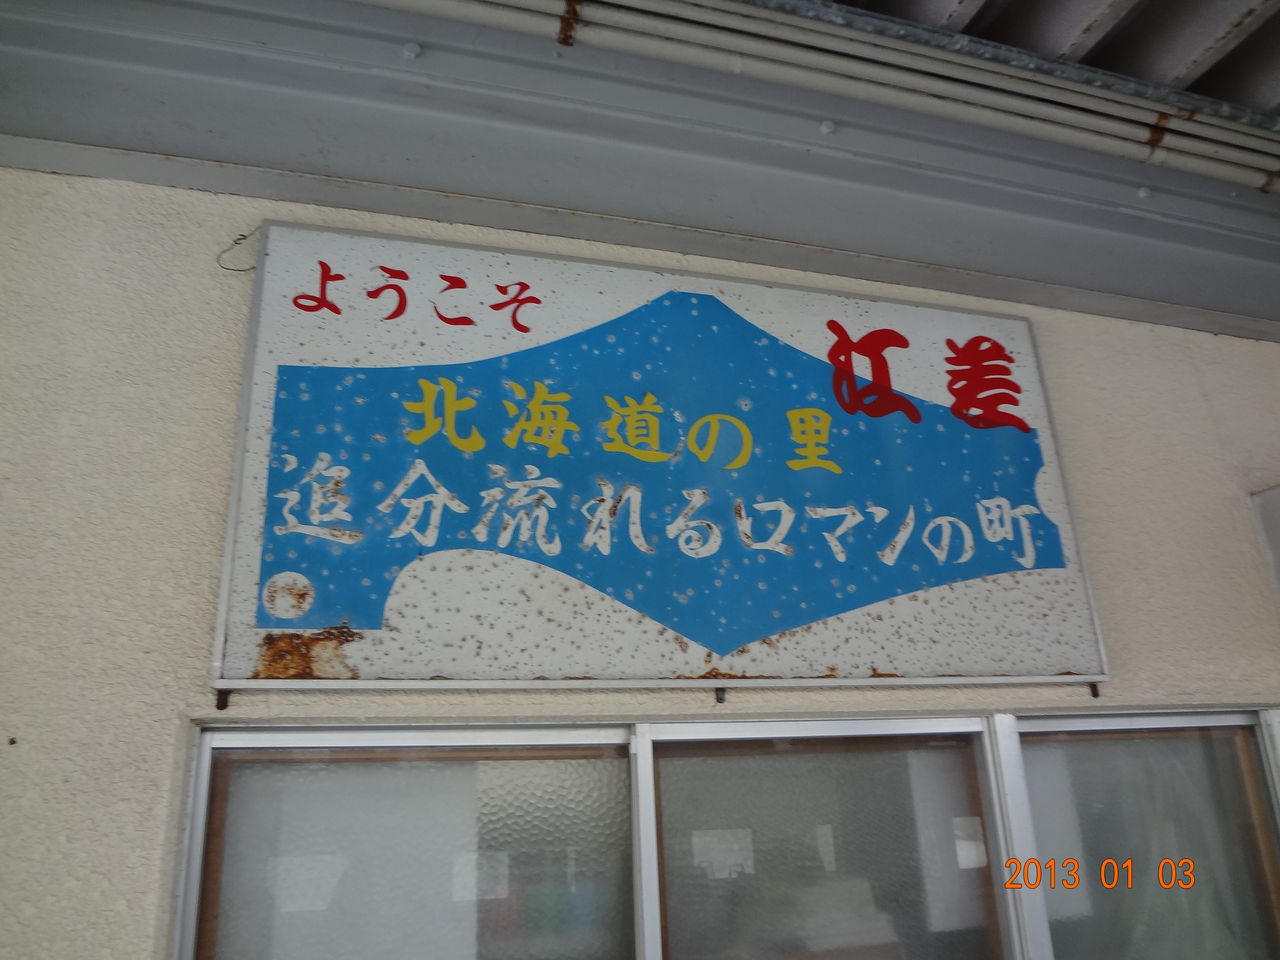 ようこそ
江差
北海道の里
追分流れるロマンの町
2013 01 03